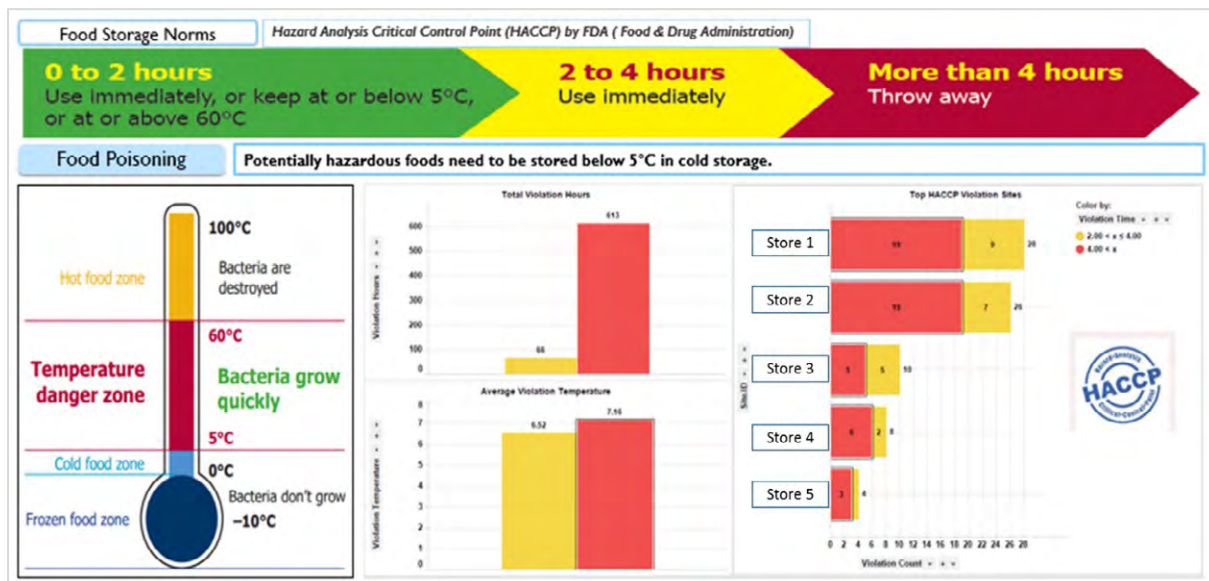 Food Storage Norms
Hazard Analysis Critical Control Point (HACCP) by FDA ( Food & Drug Administration)
0 to 2 hours
Use immediately, or keep at or below 5°C,
or at or above 60°C
2 to 4 hours
Use immediately
More than 4 hours
Throw away
Food Poisoning
Potentially hazardous foods need to be stored below 5°C in cold storage.
100°C
Hot food zone
Bacteria are
destroyed
60°C
Temperature
danger zone
Bacteria grow
quickly
5°C
Cold food zone
0°C
Bacteria don't grow
Frozen food zone
–10°C
Total Violation Hours
600
500
400
300
200
100
0
Violation Hours
66
613
Average Violation Temperature
8
7
6
5
4
3
2
1
0
Violation Temperature
6.52
7.16
Top HACCP Violation Sites
Color by:
Violation Time
2.00 < x ≤ 4.00
4.00 < x
Store 1
19
9
28
Store 2
7
26
Store 3
5
5
10
Store 4
6
2
8
Store 5
3
4
Site.ID
0 2 4 6 8 10 12 14 16 18 20 22 24 26 28
Violation Count
HACCP